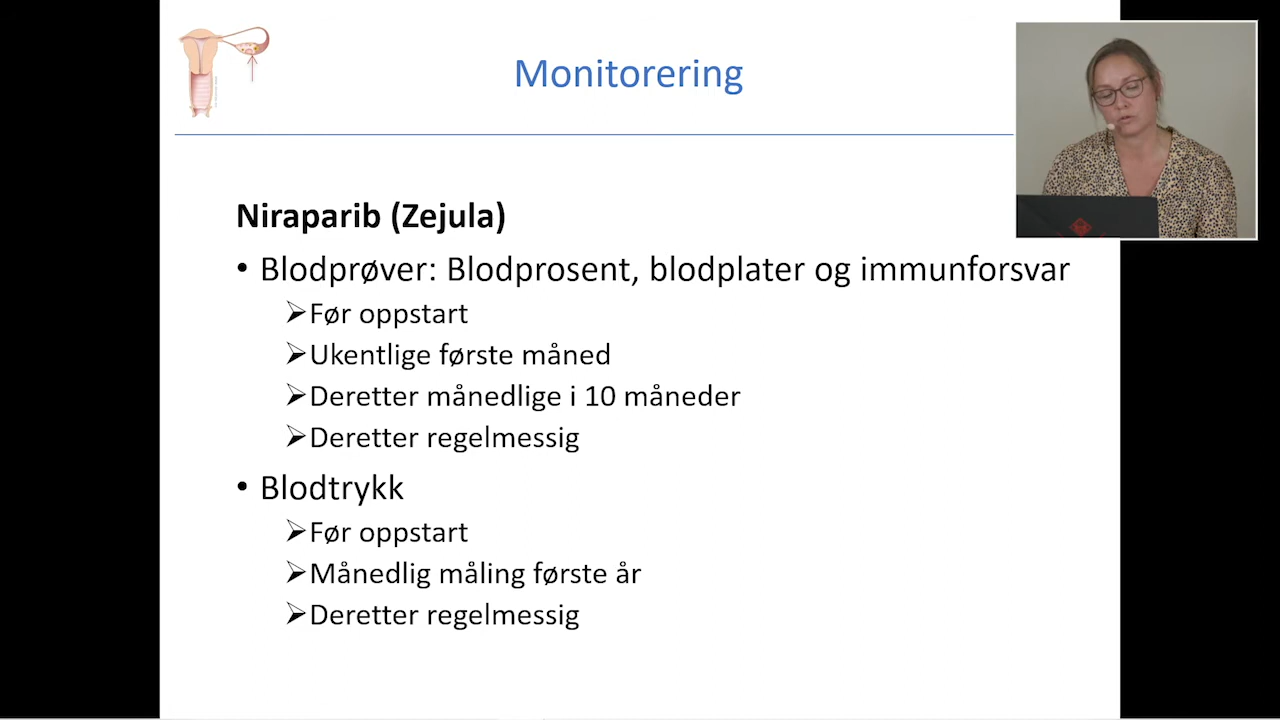 Monitorering
Niraparib (Zejula)
• Blodprøver: Blodprosent, blodplater og immunforsvar
➢Før oppstart
➢Ukentlige første måned
➢Deretter månedlige i 10 måneder
➢Deretter regelmessig
• Blodtrykk
➢Før oppstart
➢Månedlig måling første år
➢Deretter regelmessig